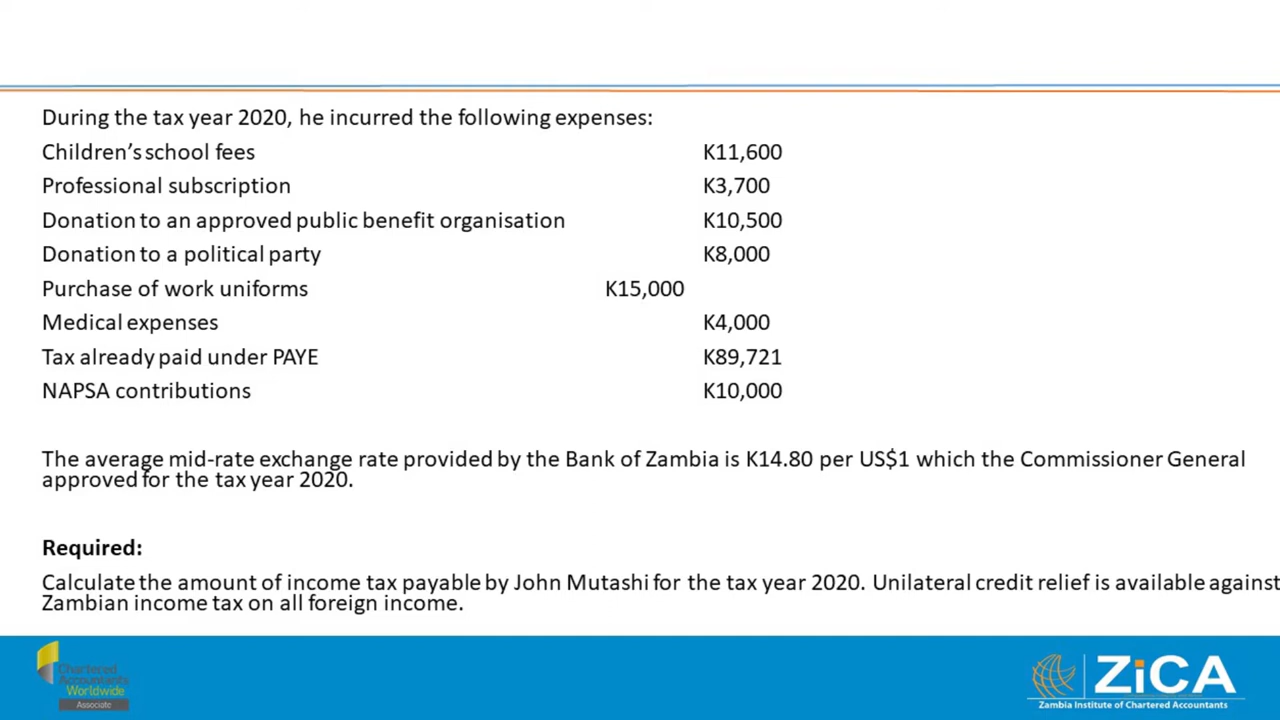 During the tax year 2020, he incurred the following expenses:
Children's school fees K11,600
Professional subscription K3,700
Donation to an approved public benefit organisation K10,500
Donation to a political party K8,000
Purchase of work uniforms K15,000
Medical expenses K4,000
Tax already paid under PAYE K89,721
NAPSA contributions K10,000
The average mid-rate exchange rate provided by the Bank of Zambia is K14.80 per US$1 which the Commissioner General
approved for the tax year 2020.
Required:
Calculate the amount of income tax payable by John Mutashi for the tax year 2020. Unilateral credit relief is available against
Zambian income tax on all foreign income.
Chartered
Accountants
Worldwide
Associate
ZiCA
Zambia Institute of Chartered Accountants